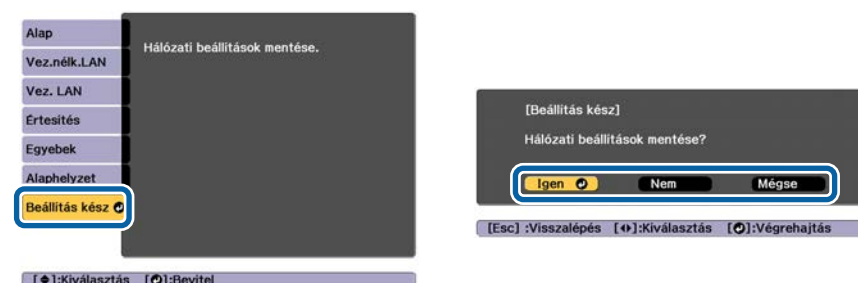 Alap
Vez.nélk.LAN
Vez. LAN
Értesítés
Egyebek
Alaphelyzet
Beállítás kész
Hálózati beállítások mentése.
[]:Kiválasztás []:Bevitel
[Beállítás kész]
Hálózati beállítások mentése?
Igen Nem Mégse
[Esc] :Visszalépés []:Kiválasztás []:Végrehajtás